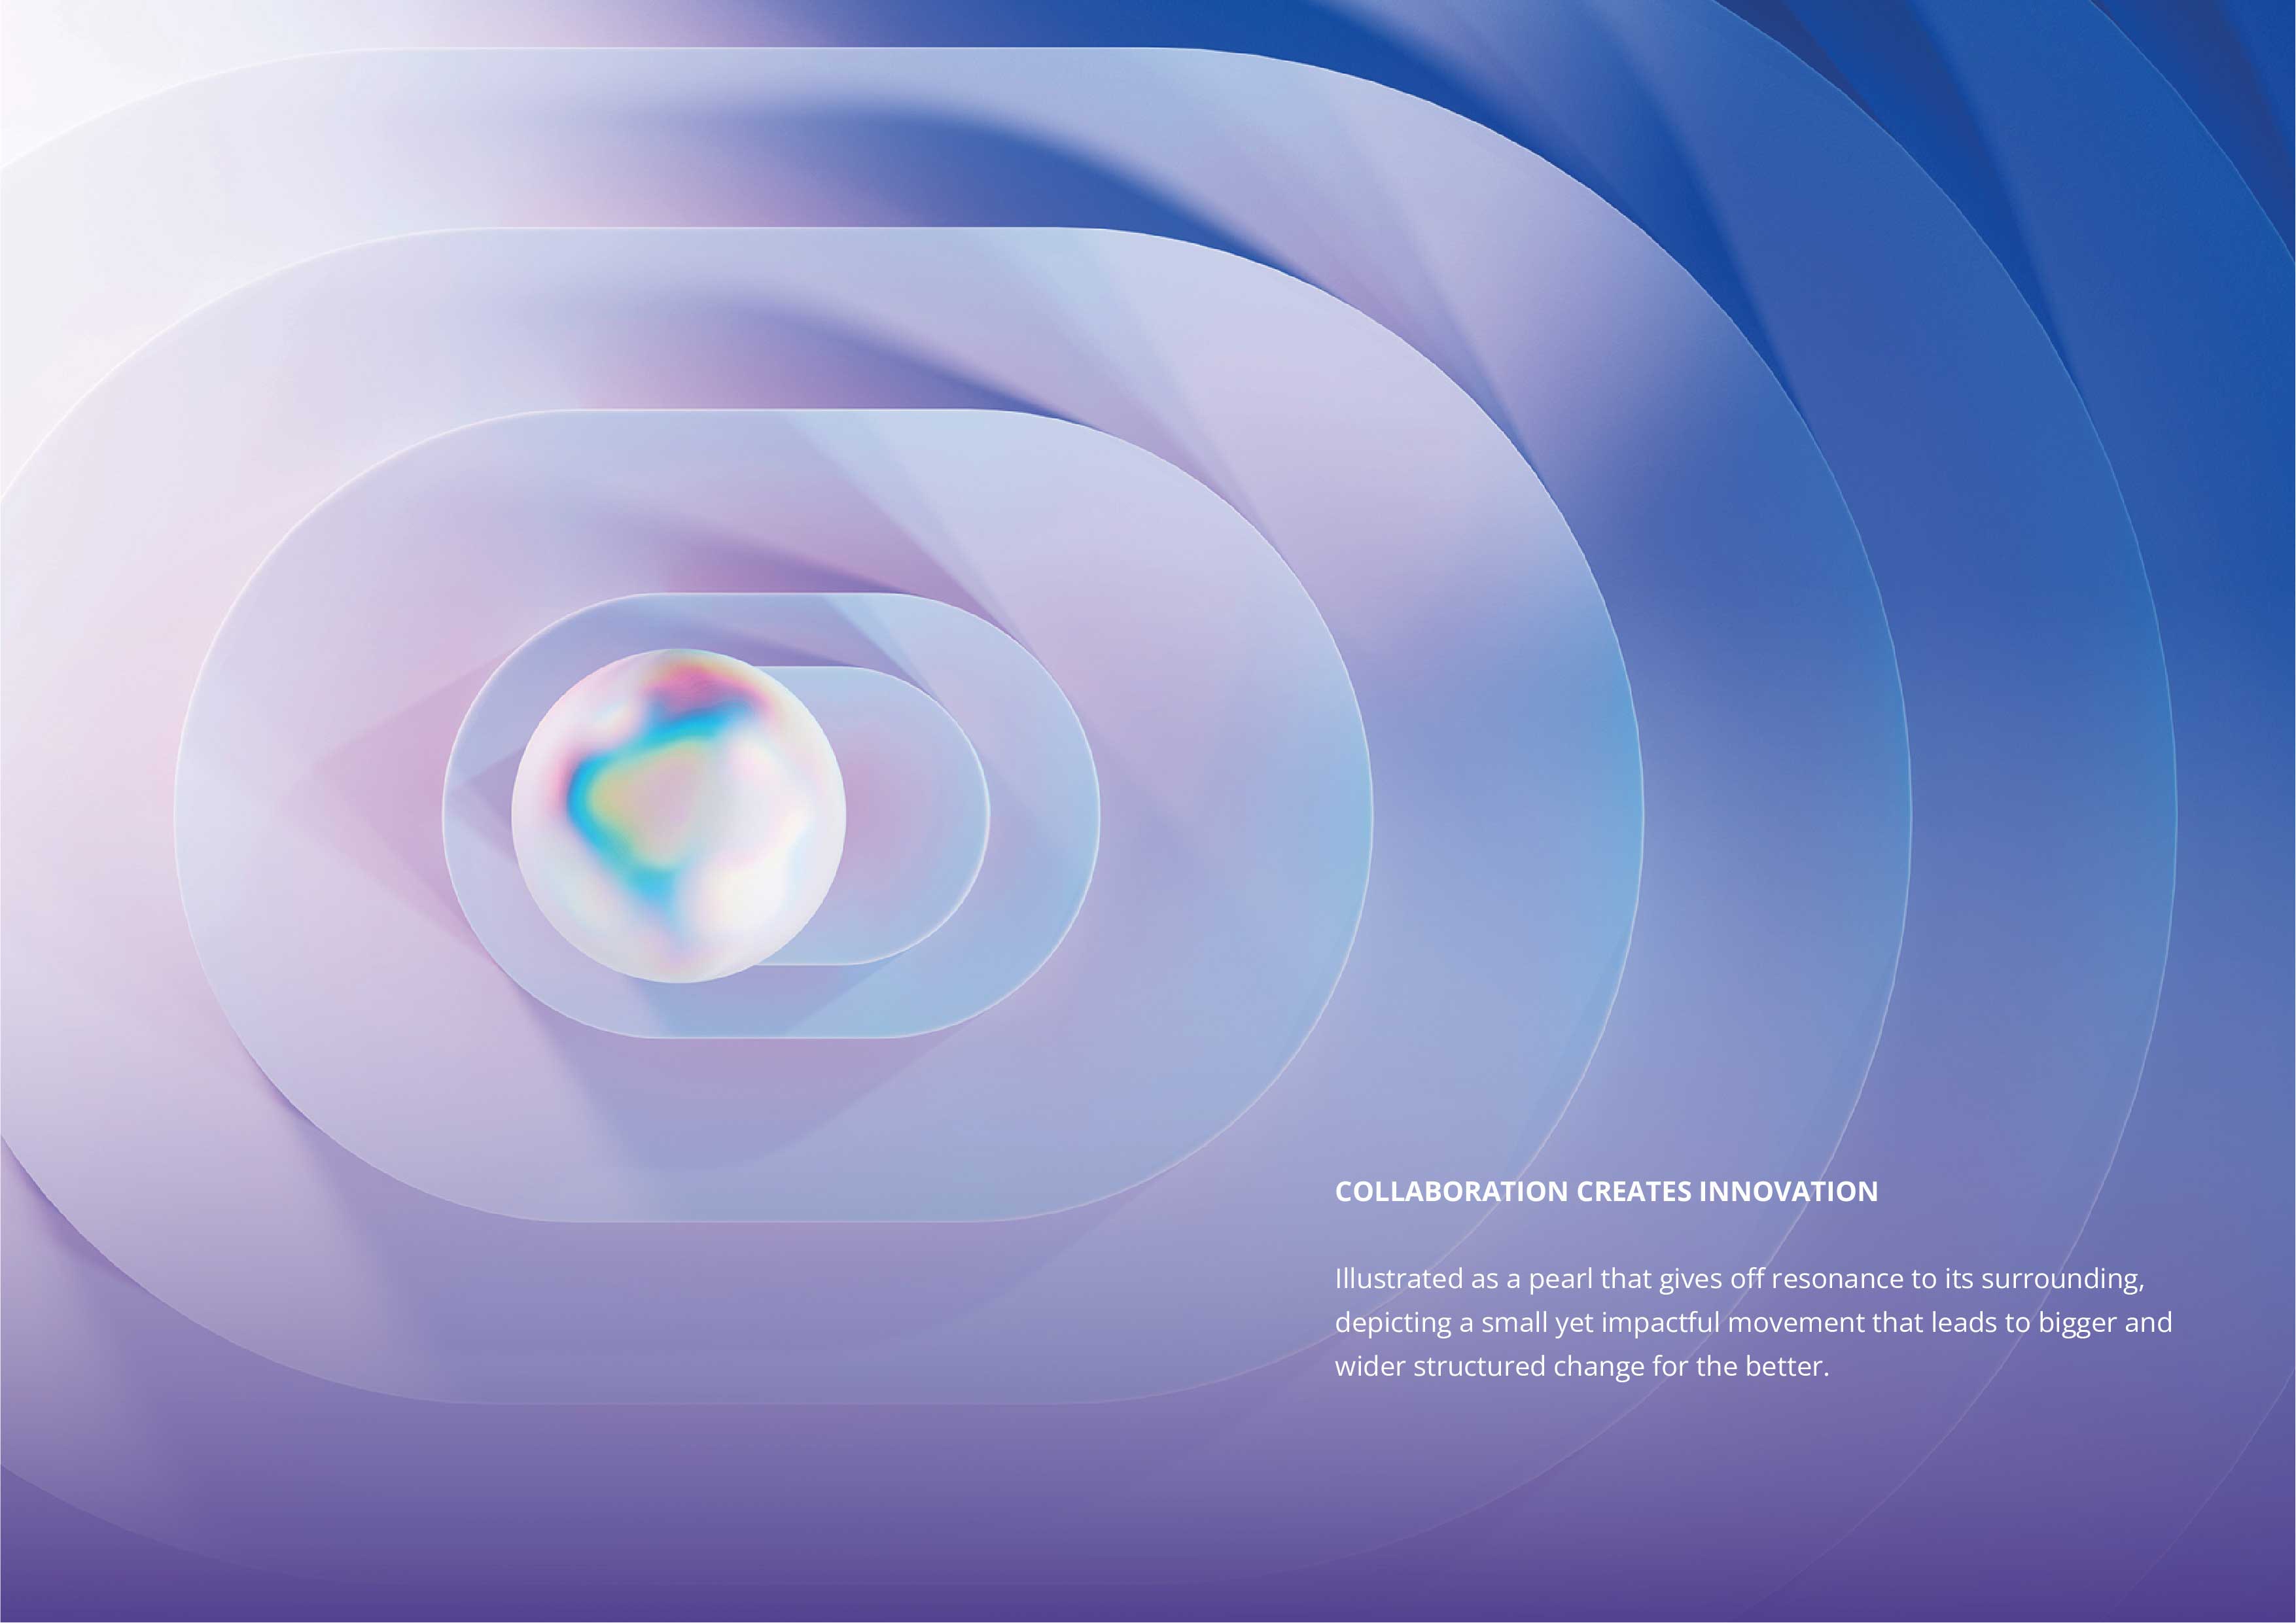 COLLABORATION CREATES INNOVATION
Illustrated as a pearl that gives off resonance to its surrounding,
depicting a small yet impactful movement that leads to bigger and
wider structured change for the better.